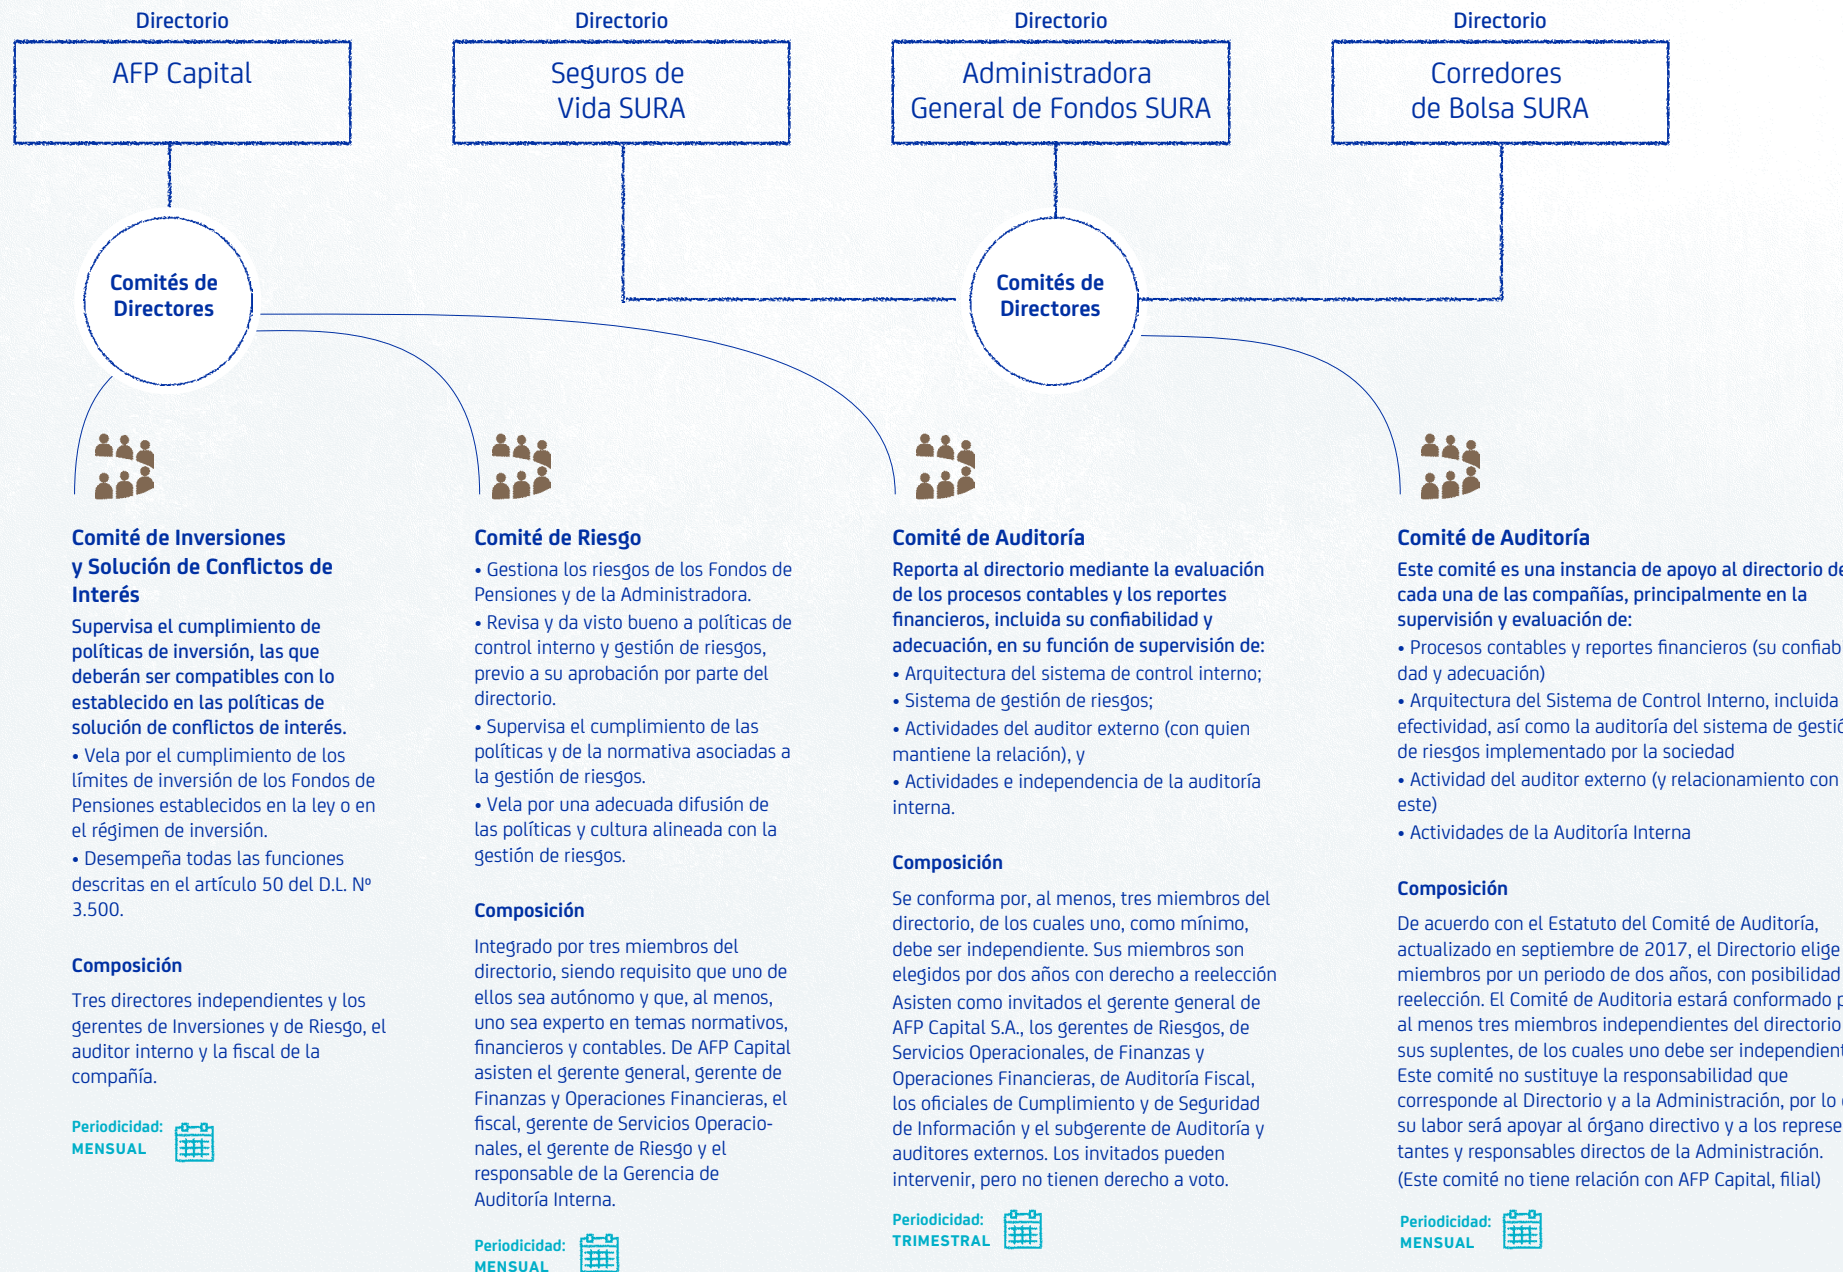 Directorio
AFP Capital
Directorio
Seguros de
Vida SURA
Directorio
Administradora
General de Fondos SURA
Directorio
Corredores
de Bolsa SURA
Comités de
Directores
Comités de
Directores
Comité de Inversiones
y Solución de Conflictos de
Interés
Supervisa el cumplimiento de
políticas de inversión, las que
deberán ser compatibles con lo
establecido en las políticas de
solución de conflictos de interés.
• Vela por el cumplimiento de los
límites de inversión de los Fondos de
Pensiones establecidos en la ley o en
el régimen de inversión.
• Desempeña todas las funciones
descritas en el artículo 50 del D.L. Nº
3.500.
Composición
Tres directores independientes y los
gerentes de Inversiones y de Riesgo, el
auditor interno y la fiscal de la
compañía.
Periodicidad:
MENSUAL
Comité de Riesgo
• Gestiona los riesgos de los Fondos de
Pensiones y de la Administradora.
• Revisa y da visto bueno a políticas de
control interno y gestión de riesgos,
previo a su aprobación por parte del
directorio.
• Supervisa el cumplimiento de las
políticas y de la normativa asociadas a
la gestión de riesgos.
• Vela por una adecuada difusión de
las políticas y cultura alineada con la
gestión de riesgos.
Composición
Integrado por tres miembros del
directorio, siendo requisito que uno de
ellos sea autónomo y que, al menos,
uno sea experto en temas normativos,
financieros y contables. De AFP Capital
asisten el gerente general, gerente de
Finanzas y Operaciones Financieras, el
fiscal, gerente de Servicios Operacio-
nales, el gerente de Riesgo y el
responsable de la Gerencia de
Auditoría Interna.
Periodicidad:
MENSUAL
Comité de Auditoría
Reporta al directorio mediante la evaluación
de los procesos contables y los reportes
financieros, incluida su confiabilidad y
adecuación, en su función de supervisión de:
• Arquitectura del sistema de control interno;
• Sistema de gestión de riesgos;
• Actividades del auditor externo (con quien
mantiene la relación), y
• Actividades e independencia de la auditoría
interna.
Composición
Se conforma por, al menos, tres miembros del
directorio, de los cuales uno, como mínimo,
debe ser independiente. Sus miembros son
elegidos por dos años con derecho a reelección
Asisten como invitados el gerente general de
AFP Capital S.A., los gerentes de Riesgos, de
Servicios Operacionales, de Finanzas y
Operaciones Financieras, de Auditoría Fiscal,
los oficiales de Cumplimiento y de Seguridad
de Información y el subgerente de Auditoría y
auditores externos. Los invitados pueden
intervenir, pero no tienen derecho a voto.
Periodicidad:
TRIMESTRAL
Comité de Auditoría
Este comité es una instancia de apoyo al directorio de
cada una de las compañías, principalmente en la
supervisión y evaluación de:
• Procesos contables y reportes financieros (su confiab
dad y adecuación)
• Arquitectura del Sistema de Control Interno, incluida
efectividad, así como la auditoría del sistema de gestió
de riesgos implementado por la sociedad
• Actividad del auditor externo (y relacionamiento con
este)
• Actividades de la Auditoría Interna
Composición
De acuerdo con el Estatuto del Comité de Auditoría,
actualizado en septiembre de 2017, el Directorio elige
miembros por un periodo de dos años, con posibilidad
reelección. El Comité de Auditoria estará conformado p
al menos tres miembros independientes del directorio
sus suplentes, de los cuales uno debe ser independient
Este comité no sustituye la responsabilidad que
corresponde al Directorio y a la Administración, por lo
su labor será apoyar al órgano directivo y a los represe
tantes y responsables directos de la Administración.
(Este comité no tiene relación con AFP Capital, filial)
Periodicidad:
MENSUAL